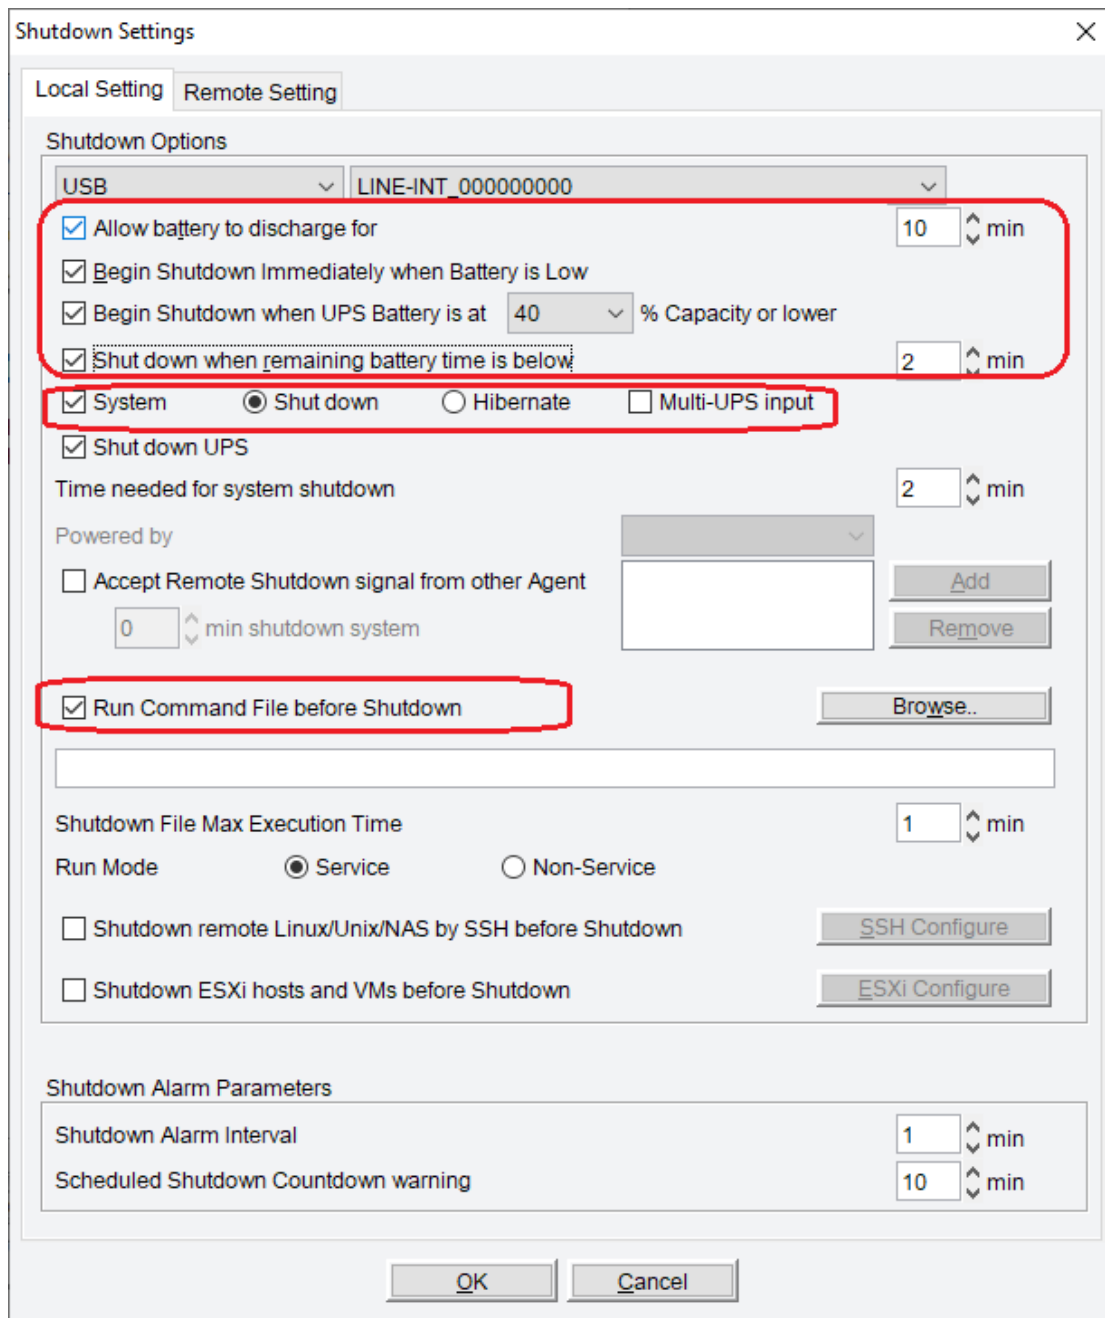 Shutdown Settings
Local Setting Remote Setting
Shutdown Options
USB LINE-INT_000000000
Allow battery to discharge for 10 min
Begin Shutdown Immediately when Battery is Low
Begin Shutdown when UPS Battery is at 40 % Capacity or lower
Shut down when remaining battery time is below 2 min
System Shut down Hibernate Multi-UPS input
Shut down UPS
Time needed for system shutdown 2 min
Powered by
Accept Remote Shutdown signal from other Agent Add
0 min shutdown system Remove
Run Command File before Shutdown Browse..
Shutdown File Max Execution Time 1 min
Run Mode Service Non-Service
Shutdown remote Linux/Unix/NAS by SSH before Shutdown SSH Configure
Shutdown ESXi hosts and VMs before Shutdown ESXi Configure
Shutdown Alarm Parameters
Shutdown Alarm Interval 1 min
Scheduled Shutdown Countdown warning 10 min
OK Cancel